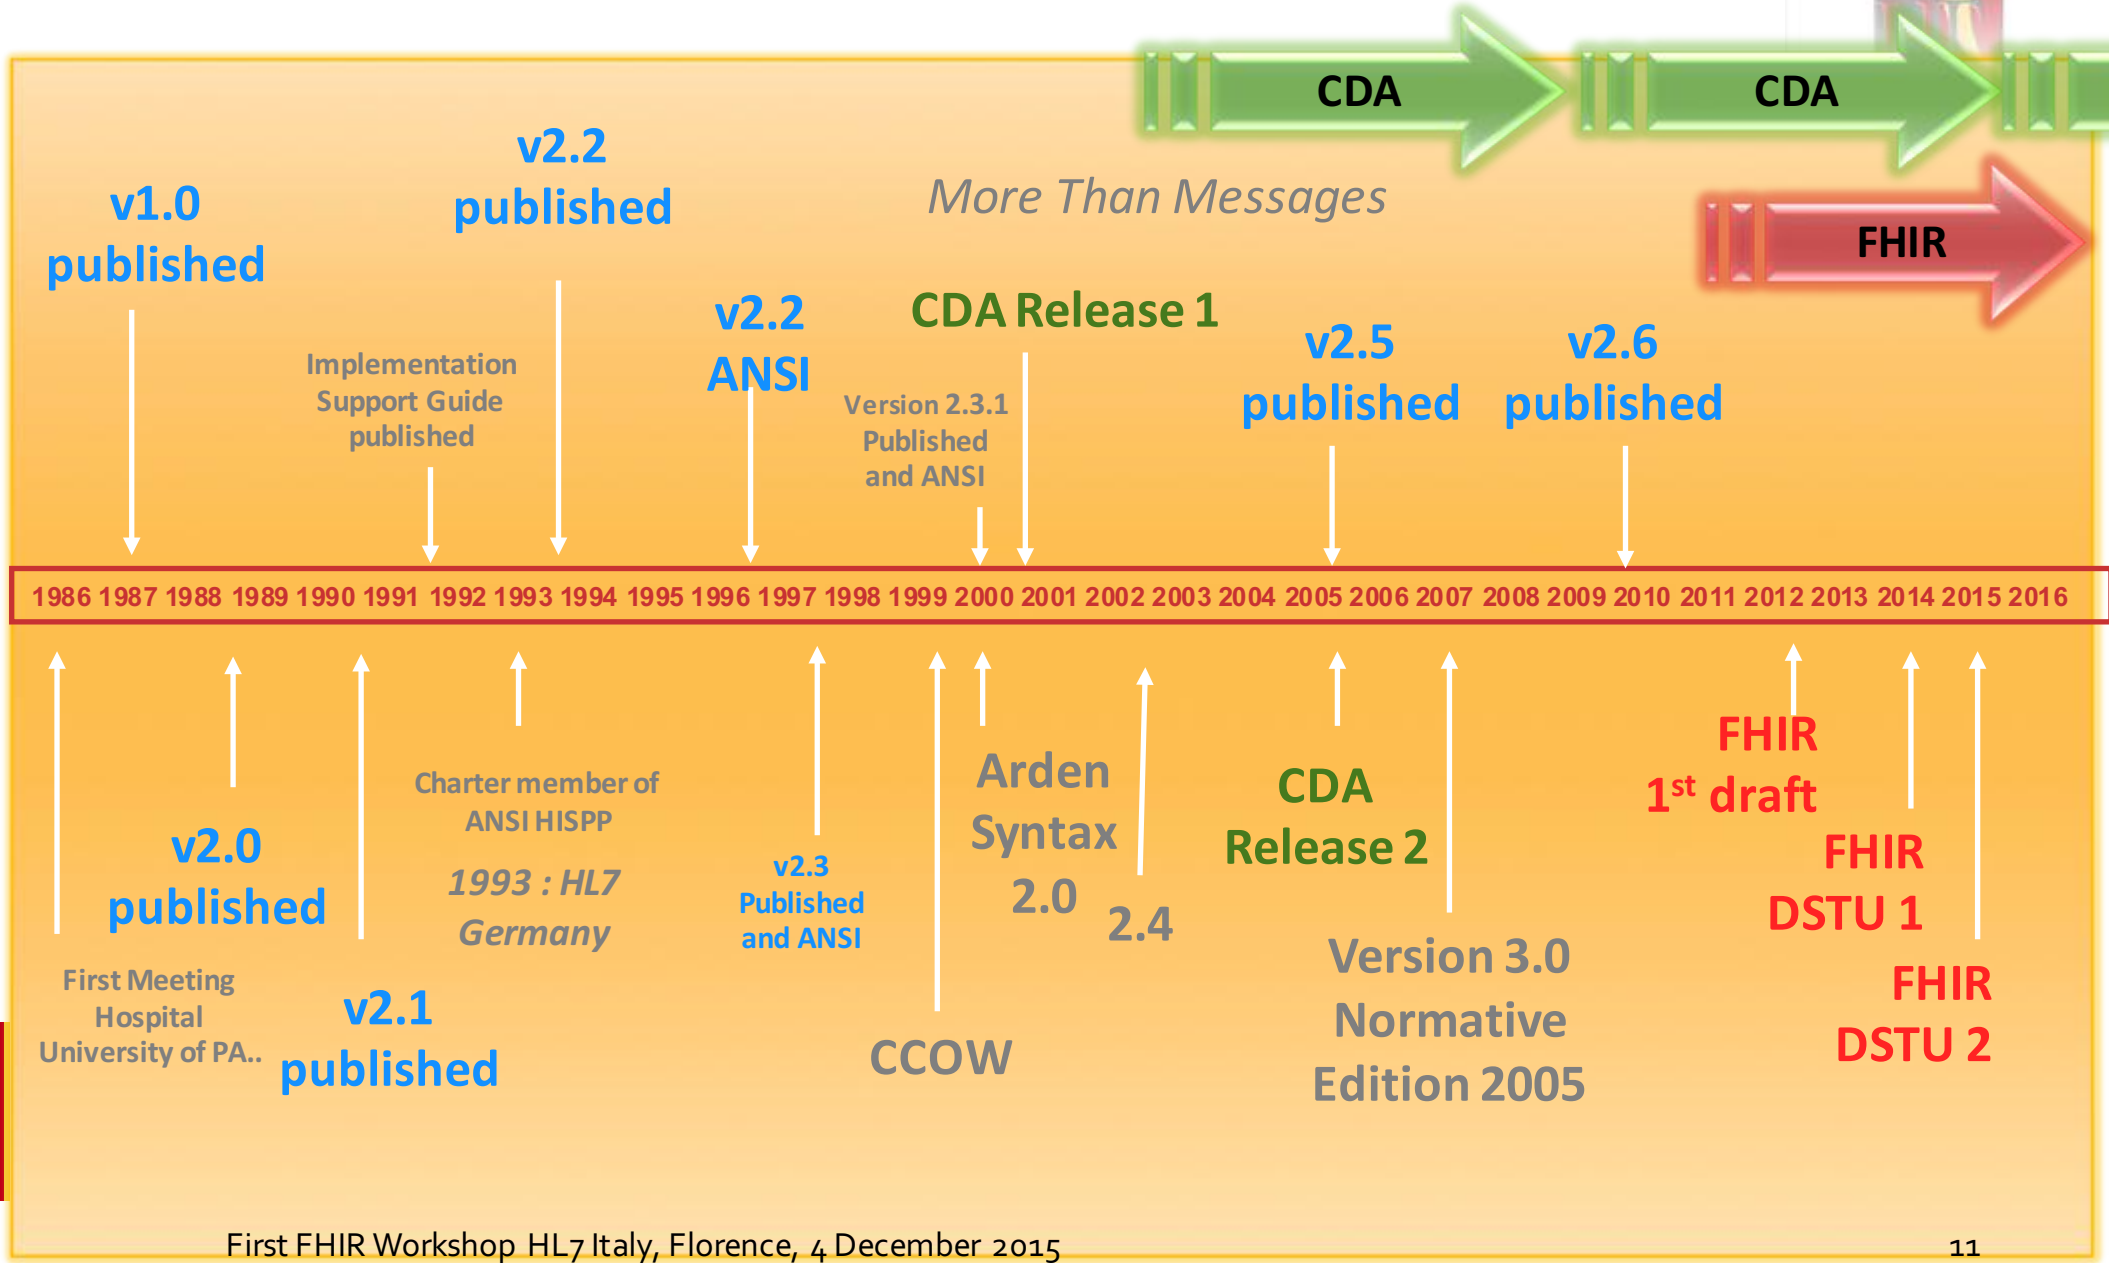 CDA
CDA
FHIR
v1.0
published
v2.2
published
More Than Messages
Implementation
Support Guide
published
v2.2
ANSI
CDA Release 1
Version 2.3.1
Published
and ANSI
v2.5
published
v2.6
published
1986 1987 1988 1989 1990 1991 1992 1993 1994 1995 1996 1997 1998 1999 2000 2001 2002 2003 2004 2005 2006 2007 2008 2009 2010 2011 2012 2013 2014 2015 2016
First Meeting
Hospital
University of PA..
v2.0
published
v2.1
published
Charter member of
ANSI HISPP
1993 : HL7
Germany
v2.3
Published
and ANSI
CCOW
Arden
Syntax
2.0
2.4
CDA
Release 2
Version 3.0
Normative
Edition 2005
FHIR
1st draft
FHIR
DSTU 1
FHIR
DSTU 2
First FHIR Workshop HL7 Italy, Florence, 4 December 2015
11